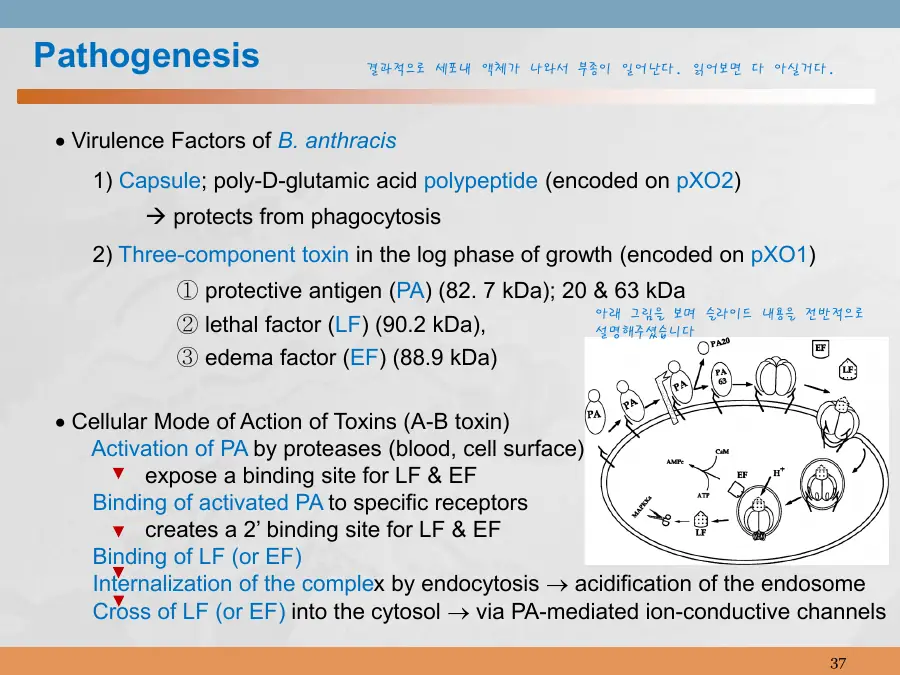 Pathogenesis
결과적으로 세포내 액체가 나와서 부종이 일어난다. 읽어보면 다 아실거다.
• Virulence Factors of B. anthracis
1) Capsule; poly-D-glutamic acid polypeptide (encoded on pXO2)
→ protects from phagocytosis
2) Three-component toxin in the log phase of growth (encoded on pXO1)
① protective antigen (PA) (82. 7 kDa); 20 & 63 kDa
② lethal factor (LF) (90.2 kDa),
③ edema factor (EF) (88.9 kDa)
아래 그림을 보며 슬라이드 내용을 전반적으로
설명해주셨습니다
PA20
EF
LF
PA
PA
PA
PA
63
CaM
AMPc
ATP
EF
H+
MAPKKs
LF
• Cellular Mode of Action of Toxins (A-B toxin)
Activation of PA by proteases (blood, cell surface)
expose a binding site for LF & EF
Binding of activated PA to specific receptors
creates a 2’ binding site for LF & EF
Binding of LF (or EF)
Internalization of the complex by endocytosis → acidification of the endosome
Cross of LF (or EF) into the cytosol → via PA-mediated ion-conductive channels
37